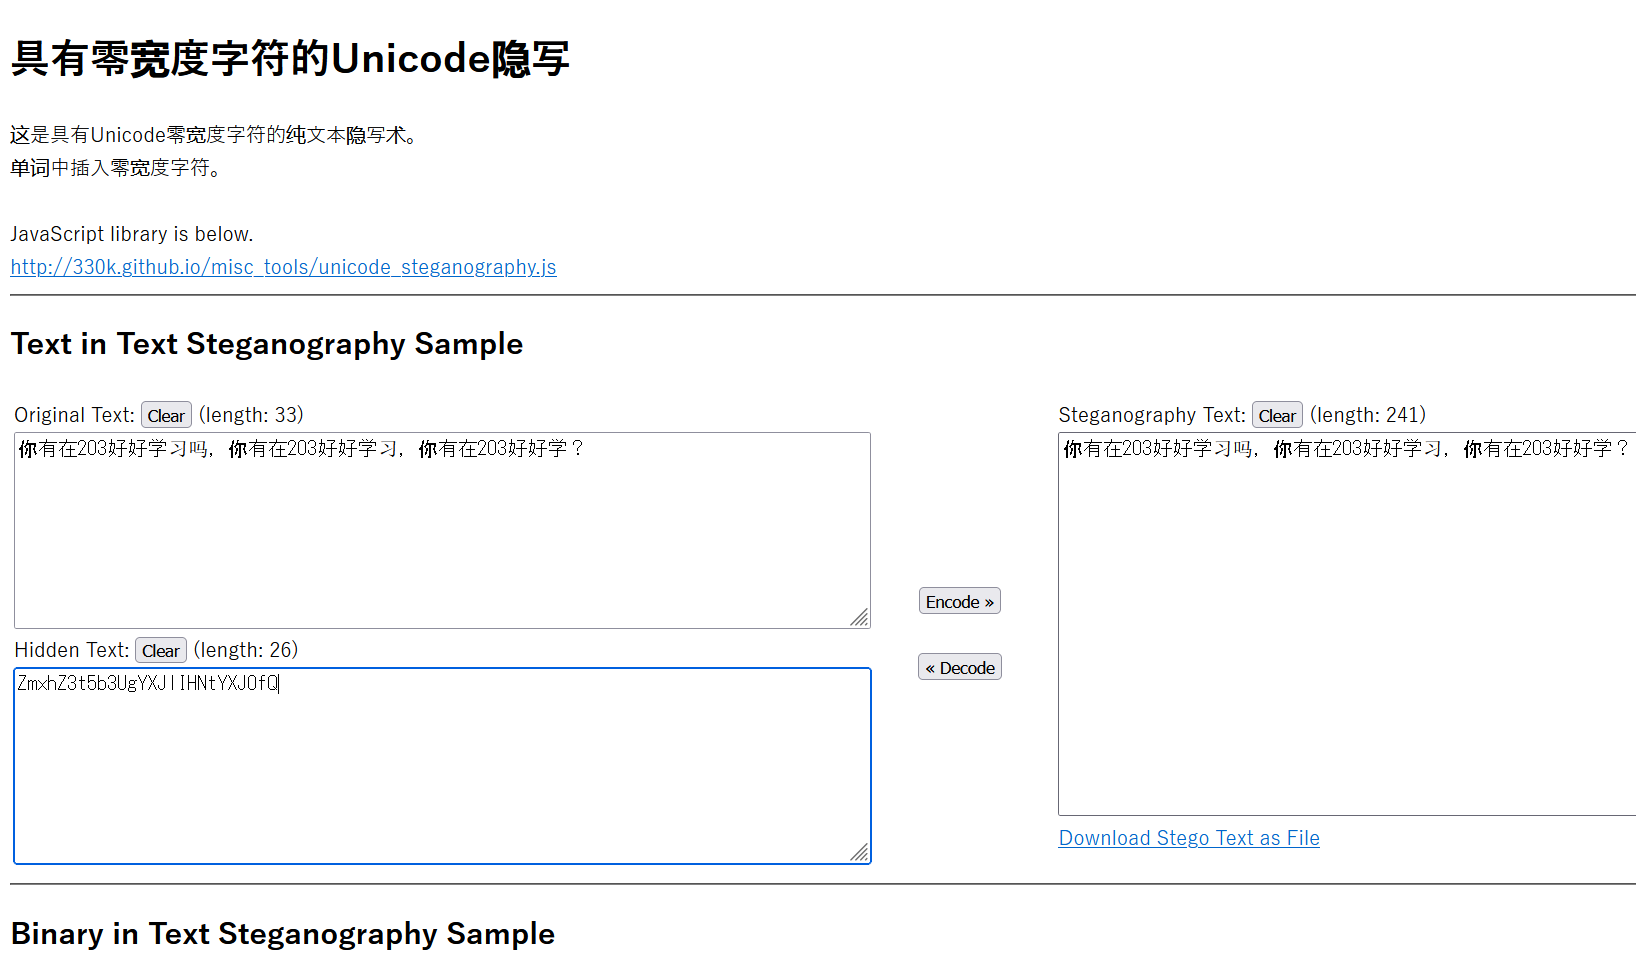 具有零宽度字符的Unicode隐写
这是具有Unicode零宽度字符的纯文本隐写术。
单词中插入零宽度字符。
JavaScript library is below.
http://330k.github.io/misc_tools/unicode_steganography.js
Text in Text Steganography Sample
Original Text: Clear (length: 33)
你有在203好好学习吗，你有在203好好学习，你有在203好好学？
Hidden Text: Clear (length: 26)
ZmxhZ3t5b3UgYXJlIHNtYXJ0fQ
Encode »
« Decode
Steganography Text: Clear (length: 241)
你有在203好好学习吗，你有在203好好学习，你有在203好好学？
Download Stego Text as File
Binary in Text Steganography Sample